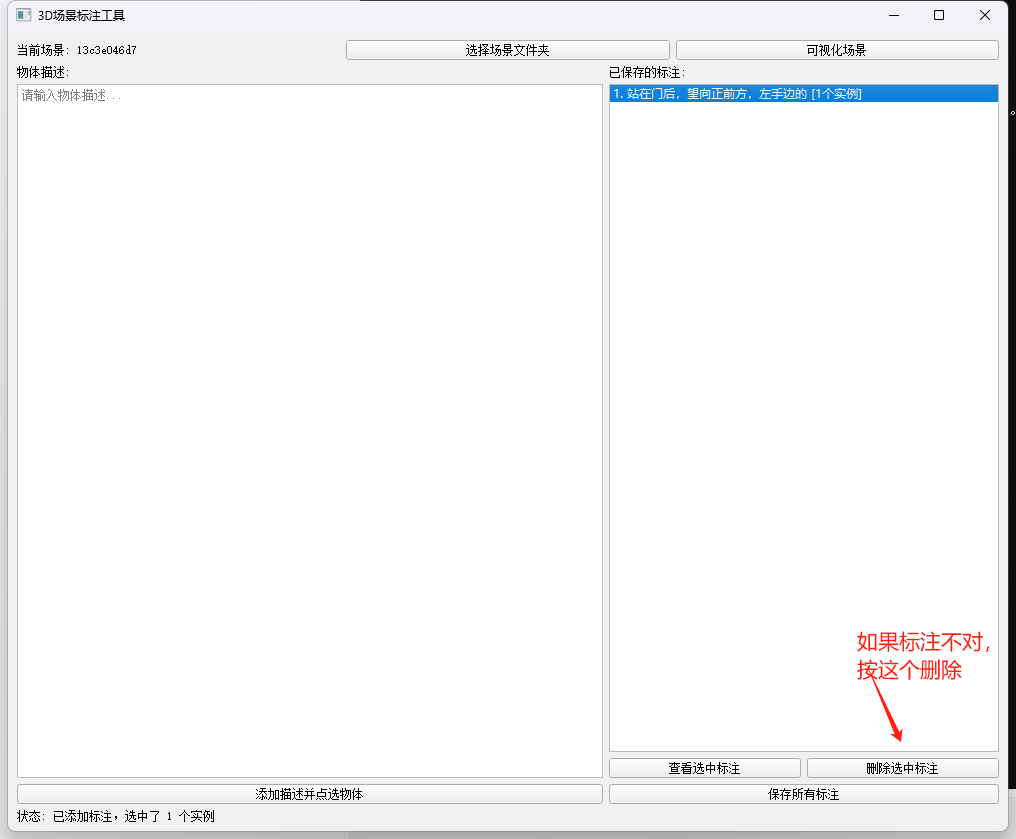 3D场景标注工具
当前场景: 13c3e046d7
选择场景文件夹
可视化场景
物体描述:
已保存的标注:
请输入物体描述...
1. 站在门后，望向正前方，左手边的 [1个实例]
如果标注不对，
按这个删除
查看选中标注
删除选中标注
添加描述并点选物体
保存所有标注
状态: 已添加标注，选中了 1 个实例